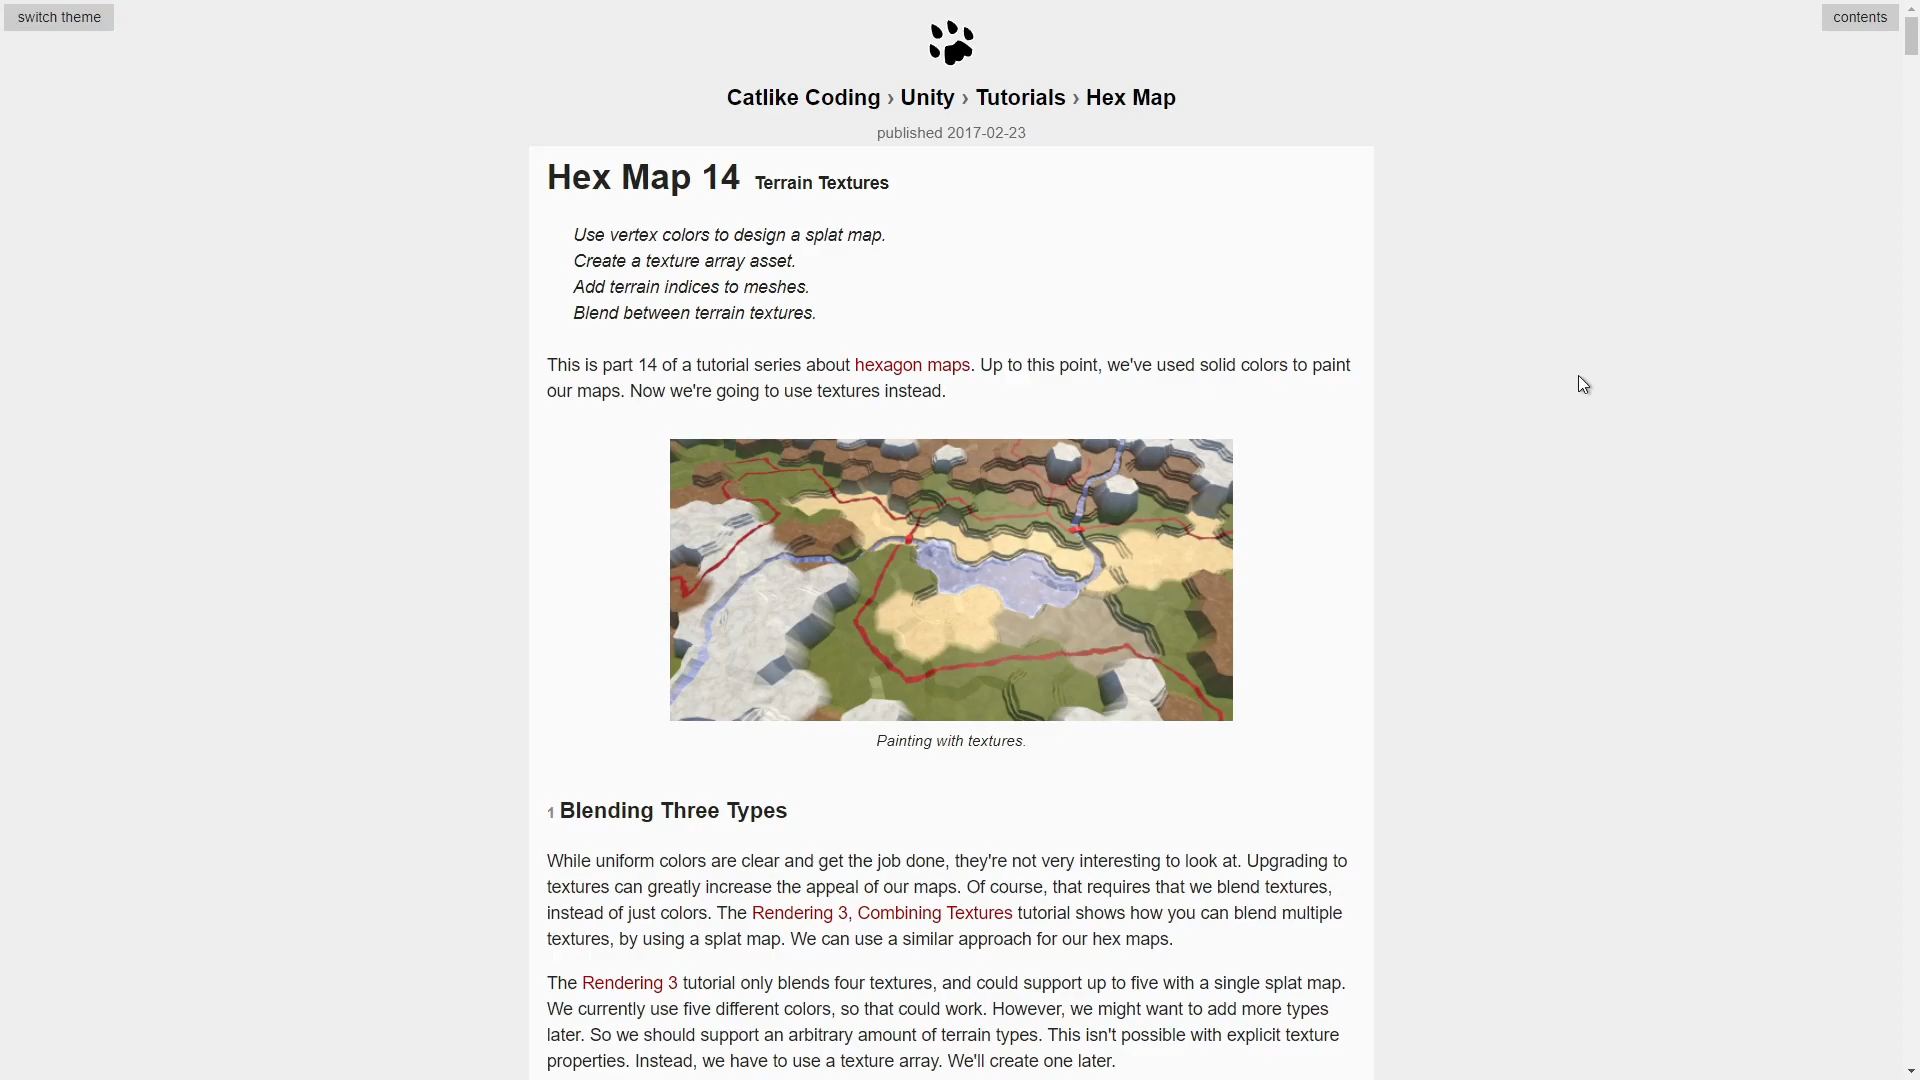 switch theme
contents
Catlike Coding › Unity › Tutorials › Hex Map
published 2017-02-23
Hex Map 14 Terrain Textures
Use vertex colors to design a splat map.
Create a texture array asset.
Add terrain indices to meshes.
Blend between terrain textures.
This is part 14 of a tutorial series about hexagon maps. Up to this point, we've used solid colors to paint
our maps. Now we're going to use textures instead.
Painting with textures.
1 Blending Three Types
While uniform colors are clear and get the job done, they're not very interesting to look at. Upgrading to
textures can greatly increase the appeal of our maps. Of course, that requires that we blend textures,
instead of just colors. The Rendering 3, Combining Textures tutorial shows how you can blend multiple
textures, by using a splat map. We can use a similar approach for our hex maps.
The Rendering 3 tutorial only blends four textures, and could support up to five with a single splat map.
We currently use five different colors, so that could work. However, we might want to add more types
later. So we should support an arbitrary amount of terrain types. This isn't possible with explicit texture
properties. Instead, we have to use a texture array. We'll create one later.